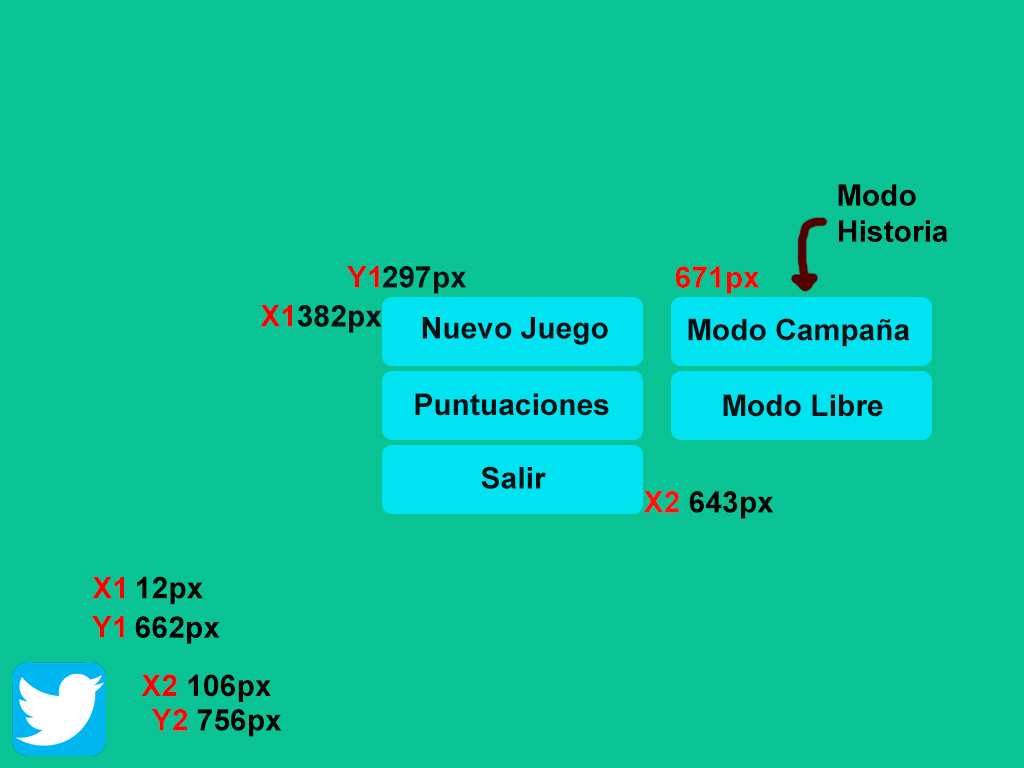 Modo
Historia
Y1297px
671px
X1382px
Nuevo Juego
Modo Campaña
Puntuaciones
Modo Libre
Salir
X2 643px
X1 12px
Y1 662px
X2 106px
Y2 756px